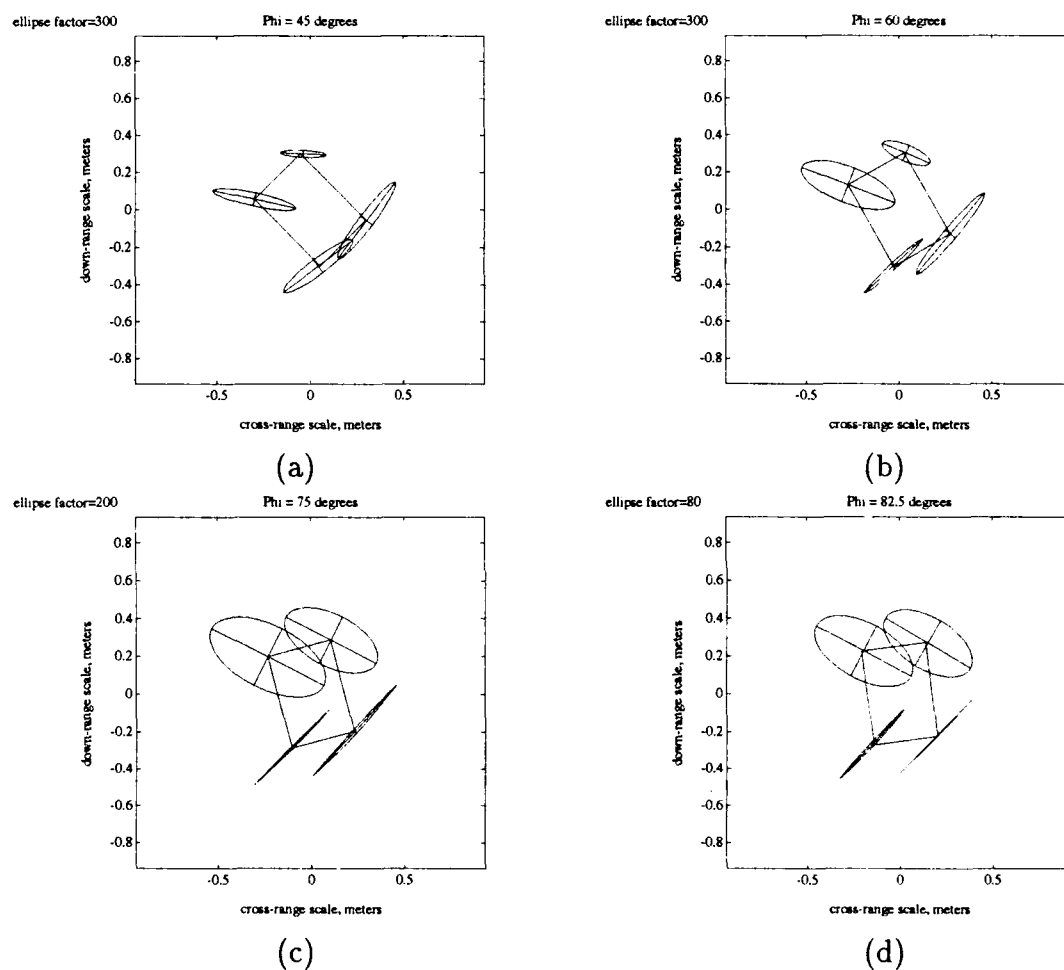 ellipse factor=300 Phi = 45 degrees
0.8
0.6
0.4
0.2
0
-0.2
-0.4
-0.6
-0.8
down-range scale, meters
-0.5 0 0.5
cross-range scale, meters
(a)
ellipse factor=300 Phi = 60 degrees
0.8
0.6
0.4
0.2
0
-0.2
-0.4
-0.6
-0.8
down-range scale, meters
-0.5 0 0.5
cross-range scale, meters
(b)
ellipse factor=200 Phi = 75 degrees
0.8
0.6
0.4
0.2
0
-0.2
-0.4
-0.6
-0.8
down-range scale, meters
-0.5 0 0.5
cross-range scale, meters
(c)
ellipse factor=80 Phi = 82.5 degrees
0.8
0.6
0.4
0.2
0
-0.2
-0.4
-0.6
-0.8
down-range scale, meters
-0.5 0 0.5
cross-range scale, meters
(d)